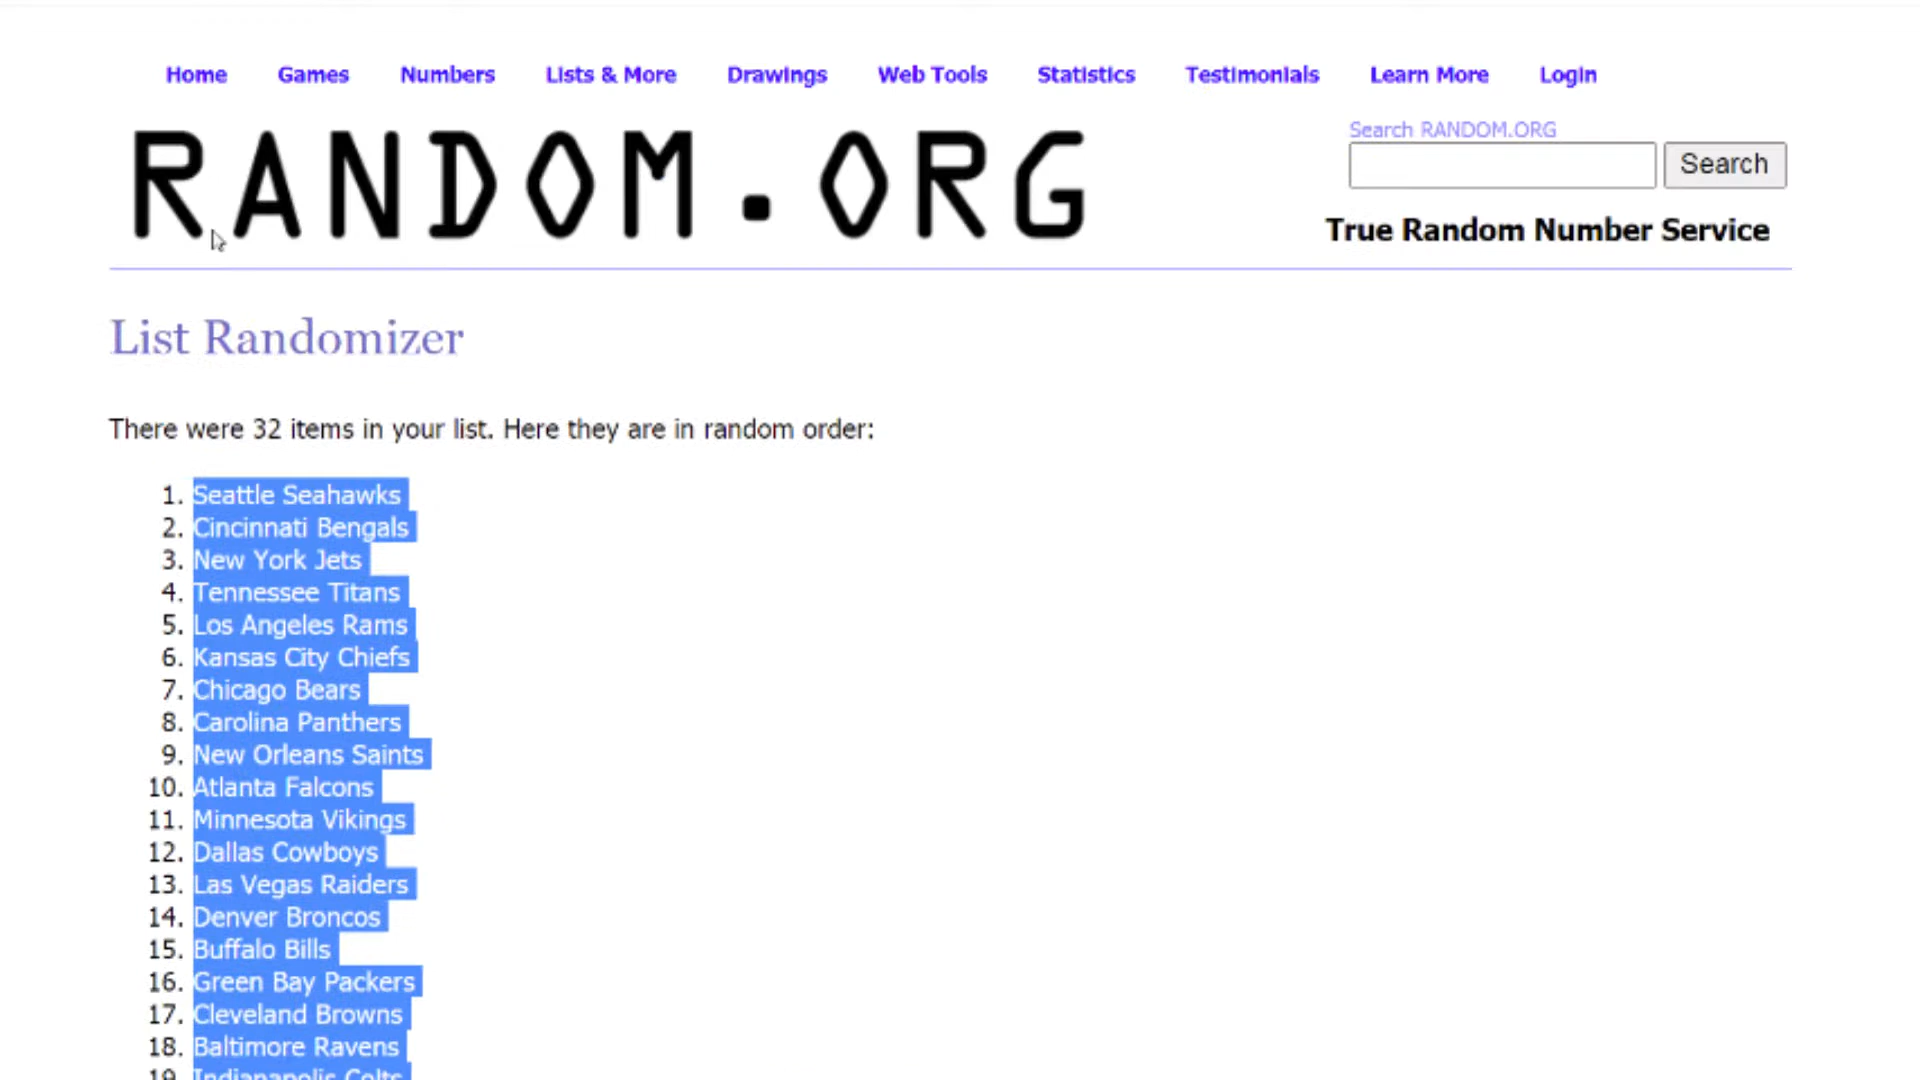 Home Games Numbers Lists & More Drawings Web Tools Statistics Testimonials Learn More Login
RANDOM.ORG
Search RANDOM.ORG
Search
True Random Number Service
List Randomizer
There were 32 items in your list. Here they are in random order:
1. Seattle Seahawks
2. Cincinnati Bengals
3. New York Jets
4. Tennessee Titans
5. Los Angeles Rams
6. Kansas City Chiefs
7. Chicago Bears
8. Carolina Panthers
9. New Orleans Saints
10. Atlanta Falcons
11. Minnesota Vikings
12. Dallas Cowboys
13. Las Vegas Raiders
14. Denver Broncos
15. Buffalo Bills
16. Green Bay Packers
17. Cleveland Browns
18. Baltimore Ravens
19. Indianapolis Colts